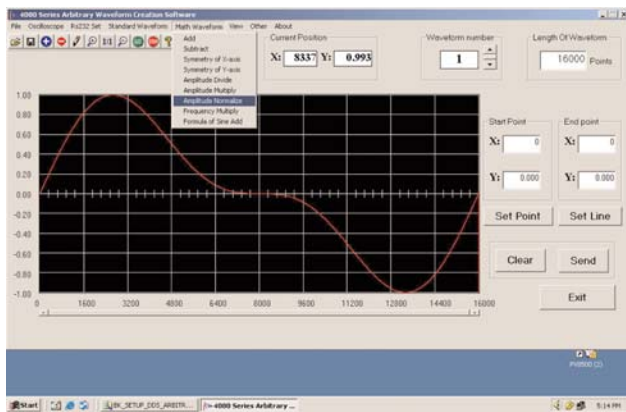 4000 Series Arbitrary Waveform Creation Software
File Oscilloscope Rs232 Set Standard Waveform Math Waveform View Other About
Add
Subtract
Symmetry of X-axis
Symmetry of Y-axis
Amplitude Divide
Amplitude Multiply
Amplitude Normalize
Frequency Multiply
Formula of Sine Add
Current Position
X: 8337 Y: 0.993
Waveform number
1
Length Of Waveform
16000 Points
1.00
0.80
0.60
0.40
0.20
0.00
-0.20
-0.40
-0.60
-0.80
-1.00
0 1600 3200 4800 6400 8000 9600 11200 12800 14400 16000
Start Point
X: 0
Y: 0.000
End point
X: 0
Y: 0.000
Set Point Set Line
Clear Send
Exit
PV8500 (2)
Start BK_SETUP_DDS_ARBITR... 4000 Series Arbitrary ... 5:14 PM